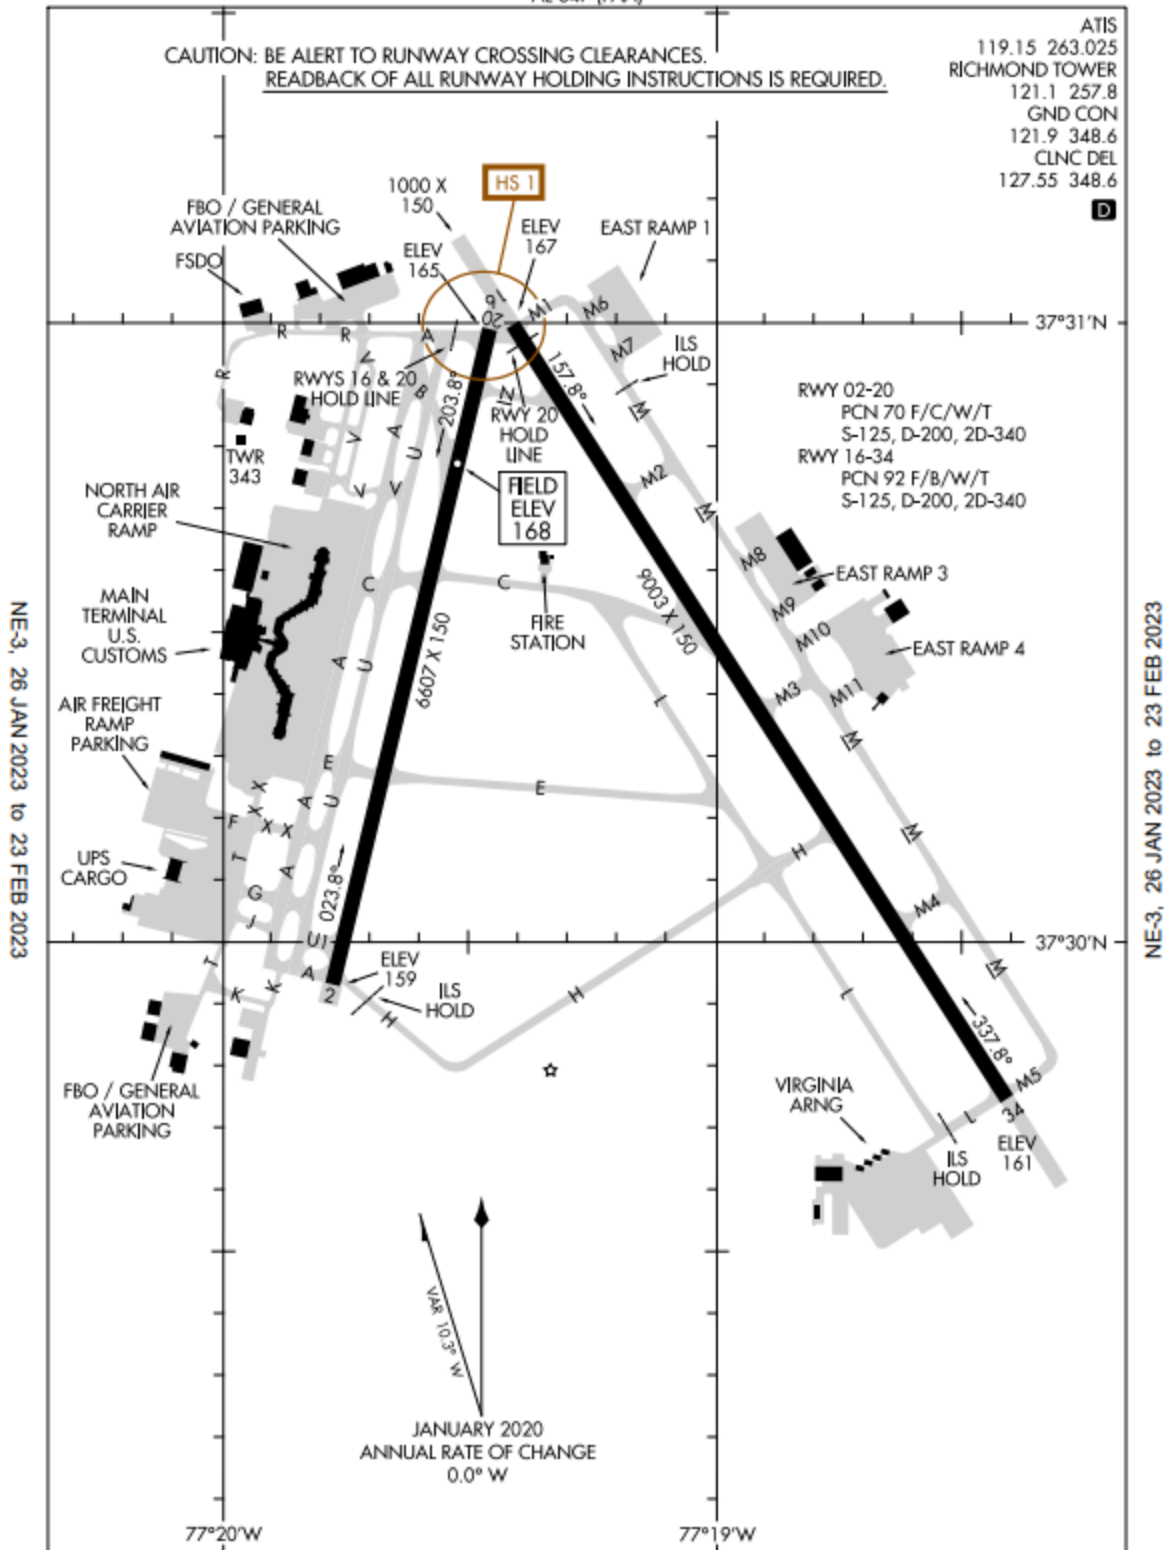 CAUTION: BE ALERT TO RUNWAY CROSSING CLEARANCES.
READBACK OF ALL RUNWAY HOLDING INSTRUCTIONS IS REQUIRED.
ATIS
119.15 263.025
RICHMOND TOWER
121.1 257.8
GND CON
121.9 348.6
CLNC DEL
127.55 348.6
D
HS 1
1000 X
150
FBO / GENERAL
AVIATION PARKING
FSDO
ELEV
165
ELEV
167
EAST RAMP 1
16
20
M1
M6
M7
37°31'N
R
R
R
A
V
B
RWYS 16 & 20
HOLD LINE
203.8°
N
RWY 20
HOLD
LINE
157.8°
ILS
HOLD
M
RWY 02-20
PCN 70 F/C/W/T
S-125, D-200, 2D-340
RWY 16-34
PCN 92 F/B/W/T
S-125, D-200, 2D-340
TWR
343
V
A
U
V
V
M2
M
FIELD
ELEV
168
NORTH AIR
CARRIER
RAMP
C
C
FIRE
STATION
9003 X 150
M8
EAST RAMP 3
M9
M10
EAST RAMP 4
MAIN
TERMINAL
U.S.
CUSTOMS
A
U
6607 X 150
L
M3
M11
M
AIR FREIGHT
RAMP
PARKING
E
E
A
U
X
X
X
X
F
T
A
G
J
UPS
CARGO
023.8°
H
M
M4
M
U1
37°30'N
T
K
K
A
2
ELEV
159
ILS
HOLD
H
H
L
337.8°
FBO / GENERAL
AVIATION
PARKING
VIRGINIA
ARNG
M5
L
34
ILS
HOLD
ELEV
161
VAR 10.3° W
JANUARY 2020
ANNUAL RATE OF CHANGE
0.0° W
77°20'W
77°19'W
NE-3, 26 JAN 2023 to 23 FEB 2023
NE-3, 26 JAN 2023 to 23 FEB 2023